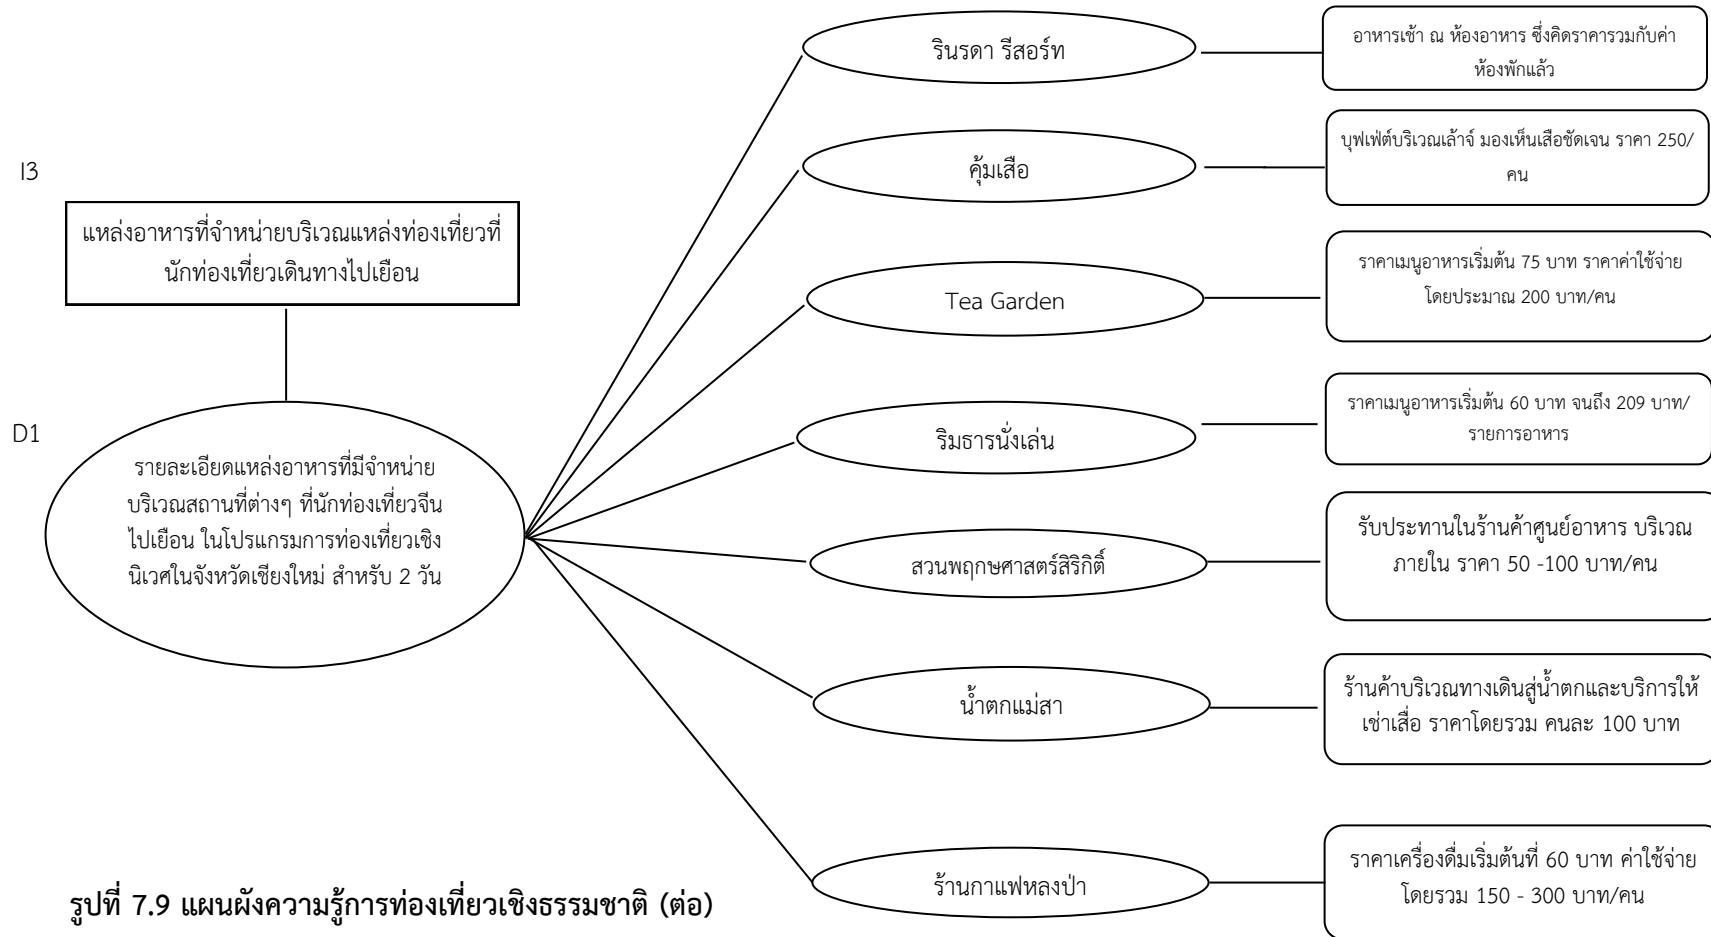 I3
แหล่งอาหารที่จำหน่ายบริเวณแหล่งท่องเที่ยวที่
นักท่องเที่ยวเดินทางไปเยือน
D1
รายละเอียดแหล่งอาหารที่มีจำหน่าย
บริเวณสถานที่ต่างๆ ที่นักท่องเที่ยวจีน
ไปเยือน ในโปรแกรมการท่องเที่ยวเชิง
นิเวศในจังหวัดเชียงใหม่ สำหรับ 2 วัน
รินรดา รีสอร์ท
อาหารเช้า ณ ห้องอาหาร ซึ่งคิดราคารวมกับค่า
ห้องพักแล้ว
คุ้มเสือ
บุฟเฟ่ต์บริเวณเล้าจ์ มองเห็นเสือชัดเจน ราคา 250/
คน
Tea Garden
ราคาเมนูอาหารเริ่มต้น 75 บาท ราคาค่าใช้จ่าย
โดยประมาณ 200 บาท/คน
ริมธารนั่งเล่น
ราคาเมนูอาหารเริ่มต้น 60 บาท จนถึง 209 บาท/
รายการอาหาร
สวนพฤกษศาสตร์สิริกิติ์
รับประทานในร้านค้าศูนย์อาหาร บริเวณ
ภายใน ราคา 50 -100 บาท/คน
น้ำตกแม่สา
ร้านค้าบริเวณทางเดินสู่น้ำตกและบริการให้
เช่าเสื่อ ราคาโดยรวม คนละ 100 บาท
ร้านกาแฟหลงป่า
ราคาเครื่องดื่มเริ่มต้นที่ 60 บาท ค่าใช้จ่าย
โดยรวม 150 - 300 บาท/คน
รูปที่ 7.9 แผนผังความรู้การท่องเที่ยวเชิงธรรมชาติ (ต่อ)